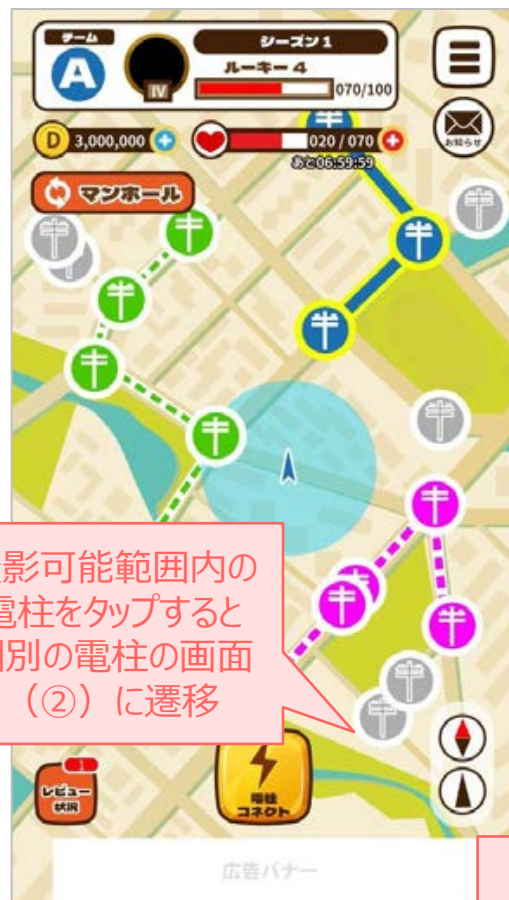 チーム
A
IV
シーズン1
ルーキー 4
070/100
D 3,000,000
020 / 070
あと06:59:59
お知らせ
マンホール
影可能範囲内の
電柱をタップすると
別の電柱の画面
(②)に遷移
1
レビュー
状況
電柱
コネクト
広告バナー